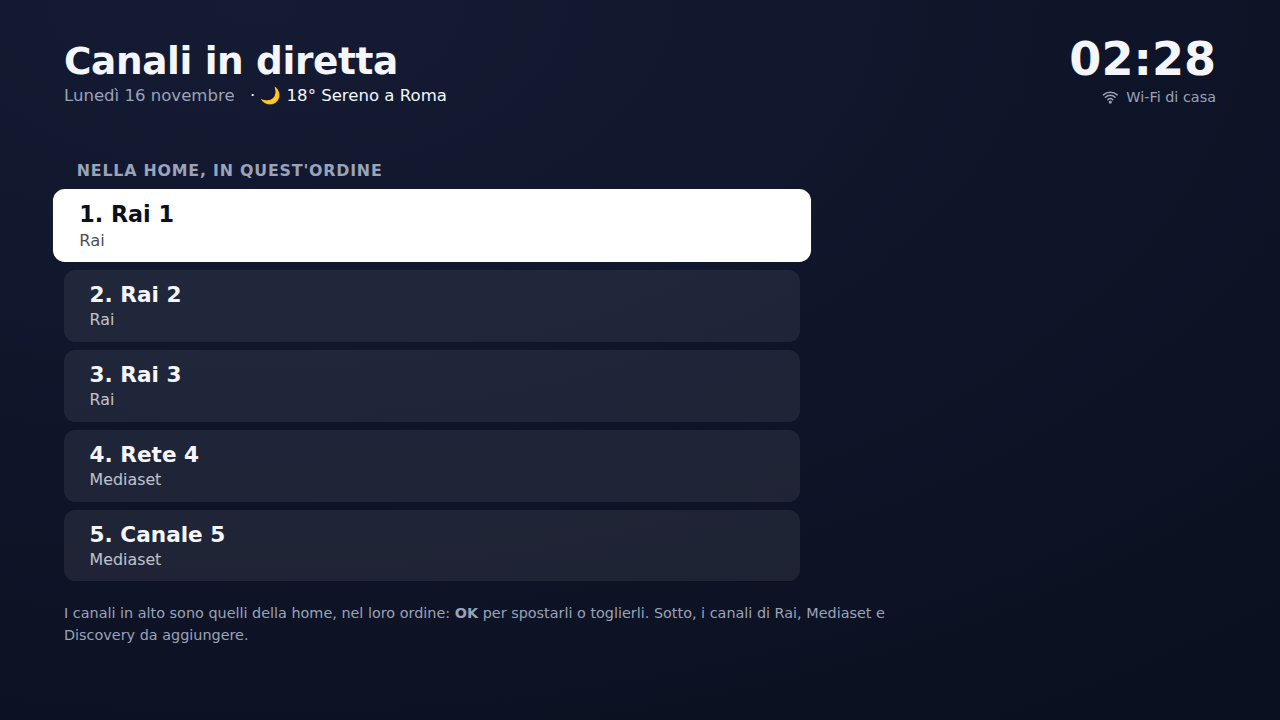 Canali in diretta
02:28
Lunedì 16 novembre · 🌙 18° Sereno a Roma
Wi-Fi di casa
NELLA HOME, IN QUEST'ORDINE
1. Rai 1
Rai
2. Rai 2
Rai
3. Rai 3
Rai
4. Rete 4
Mediaset
5. Canale 5
Mediaset
I canali in alto sono quelli della home, nel loro ordine: OK per spostarli o toglierli. Sotto, i canali di Rai, Mediaset e
Discovery da aggiungere.